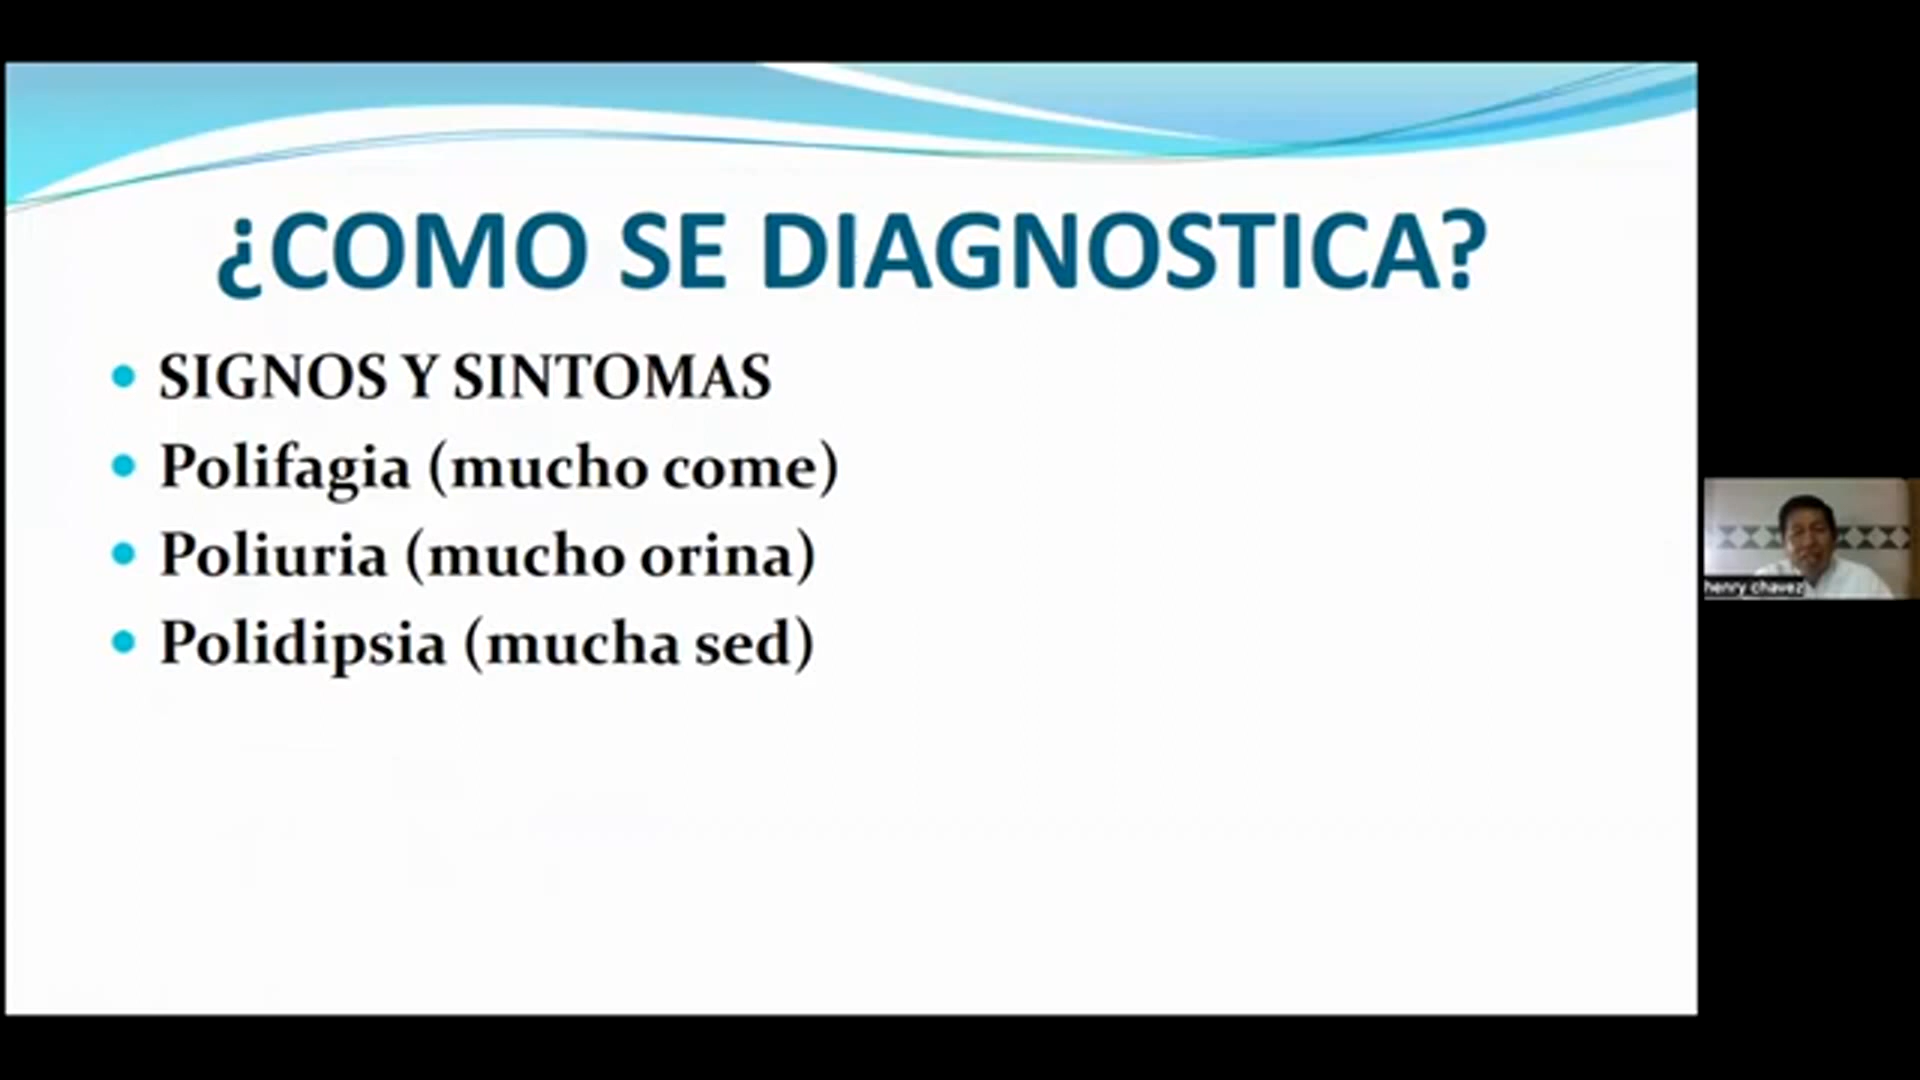 ¿COMO SE DIAGNOSTICA?
SIGNOS Y SINTOMAS
Polifagia (mucho come)
Poliuria (mucho orina)
Polidipsia (mucha sed)
henry chavez